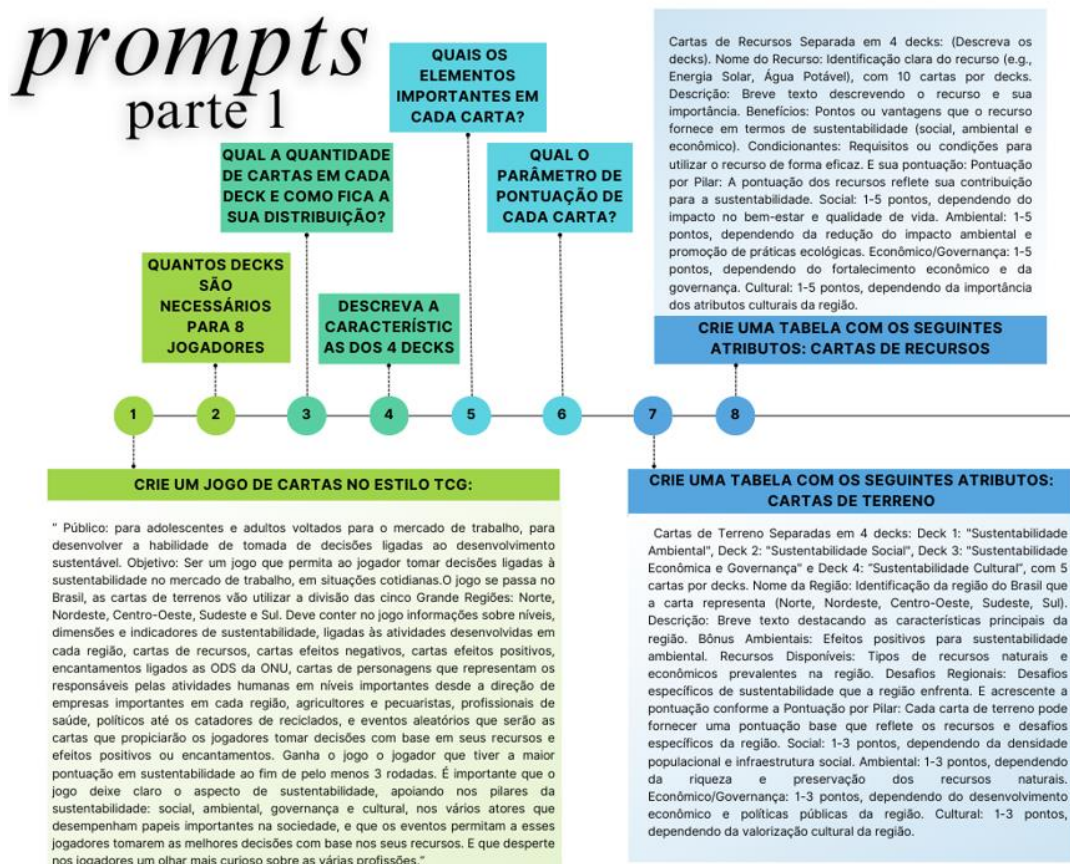 prompts
parte 1
QUAIS OS
ELEMENTOS
IMPORTANTES EM
CADA CARTA?
QUAL A QUANTIDADE
DE CARTAS EM CADA
DECK E COMO FICA A
SUA DISTRIBUIÇÃO?
QUAL O
PARÂMETRO DE
PONTUAÇÃO DE
CADA CARTA?
QUANTOS DECKS
SÃO
NECESSÁRIOS
PARA 8
JOGADORES
DESCREVA A
CARACTERÍSTIC
AS DOS 4 DECKS
Cartas de Recursos Separada em 4 decks: (Descreva os
decks). Nome do Recurso: Identificação clara do recurso (e.g.,
Energia Solar, Água Potável), com 10 cartas por decks.
Descrição: Breve texto descrevendo o recurso e sua
importância. Benefícios: Pontos ou vantagens que o recurso
fornece em termos de sustentabilidade (social, ambiental e
econômico). Condicionantes: Requisitos ou condições para
utilizar o recurso de forma eficaz. E sua pontuação: Pontuação
por Pilar: A pontuação dos recursos reflete sua contribuição
para a sustentabilidade. Social: 1-5 pontos, dependendo do
impacto no bem-estar e qualidade de vida. Ambiental: 1-5
pontos, dependendo da redução do impacto ambiental e
promoção de práticas ecológicas. Econômico/Governança: 1-5
pontos, dependendo do fortalecimento econômico e da
governança. Cultural: 1-5 pontos, dependendo da importância
dos atributos culturais da região.
CRIE UMA TABELA COM OS SEGUINTES
ATRIBUTOS: CARTAS DE RECURSOS
1
2
3
4
5
6
7
8
CRIE UM JOGO DE CARTAS NO ESTILO TCG:
" Público: para adolescentes e adultos voltados para o mercado de trabalho, para
desenvolver a habilidade de tomada de decisões ligadas ao desenvolvimento
sustentável. Objetivo: Ser um jogo que permita ao jogador tomar decisões ligadas à
sustentabilidade no mercado de trabalho, em situações cotidianas.O jogo se passa no
Brasil, as cartas de terrenos vão utilizar a divisão das cinco Grande Regiões: Norte,
Nordeste, Centro-Oeste, Sudeste e Sul. Deve conter no jogo informações sobre níveis,
dimensões e indicadores de sustentabilidade, ligadas às atividades desenvolvidas em
cada região, cartas de recursos, cartas efeitos negativos, cartas efeitos positivos,
encantamentos ligados as ODS da ONU, cartas de personagens que representam os
responsáveis pelas atividades humanas em níveis importantes desde a direção de
empresas importantes em cada região, agricultores e pecuaristas, profissionais de
saúde, políticos até os catadores de reciclados, e eventos aleatórios que serão as
cartas que propiciarão os jogadores tomar decisões com base em seus recursos e
efeitos positivos ou encantamentos. Ganha o jogo o jogador que tiver a maior
pontuação em sustentabilidade ao fim de pelo menos 3 rodadas. É importante que o
jogo deixe claro o aspecto de sustentabilidade, apoiando nos pilares da
sustentabilidade: social, ambiental, governança e cultural, nos vários atores que
desempenham papeis importantes na sociedade, e que os eventos permitam a esses
jogadores tomarem as melhores decisões com base nos seus recursos. E que desperte
nos jogadores um olhar mais curioso sobre as várias profissões."
CRIE UMA TABELA COM OS SEGUINTES ATRIBUTOS:
CARTAS DE TERRENO
Cartas de Terreno Separadas em 4 decks: Deck 1: "Sustentabilidade
Ambiental", Deck 2: "Sustentabilidade Social", Deck 3: "Sustentabilidade
Econômica e Governança" e Deck 4: "Sustentabilidade Cultural", com 5
cartas por decks. Nome da Região: Identificação da região do Brasil que
a carta representa (Norte, Nordeste, Centro-Oeste, Sudeste, Sul).
Descrição: Breve texto destacando as características principais da
região. Bônus Ambientais: Efeitos positivos para sustentabilidade
ambiental. Recursos Disponíveis: Tipos de recursos naturais e
econômicos prevalentes na região. Desafios Regionais: Desafios
específicos de sustentabilidade que a região enfrenta. E acrescente a
pontuação conforme a Pontuação por Pilar: Cada carta de terreno pode
fornecer uma pontuação base que reflete os recursos e desafios
específicos da região. Social: 1-3 pontos, dependendo da densidade
populacional e infraestrutura social. Ambiental: 1-3 pontos, dependendo
da riqueza e preservação dos recursos naturais.
Econômico/Governança: 1-3 pontos, dependendo do desenvolvimento
econômico e políticas públicas da região. Cultural: 1-3 pontos,
dependendo da valorização cultural da região.